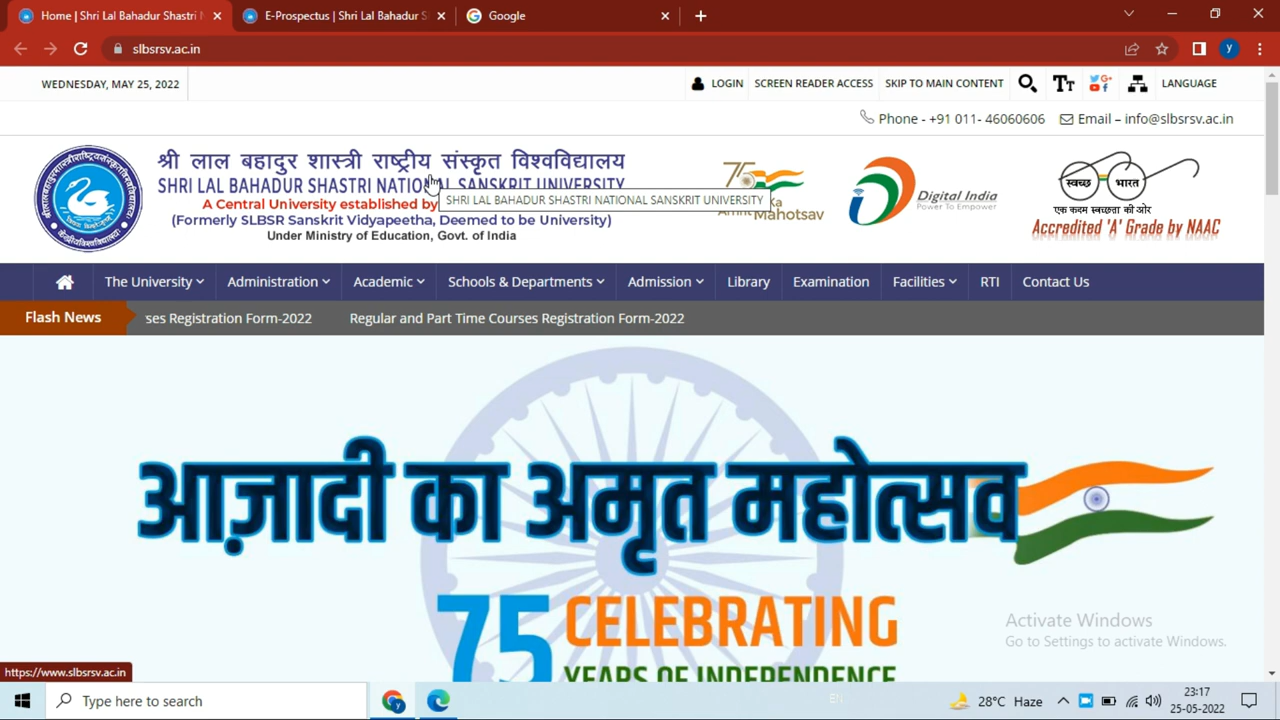 Home | Shri Lal Bahadur Shastri N
E-Prospectus | Shri Lal Bahadur S
Google
slbsrsv.ac.in
y
WEDNESDAY, MAY 25, 2022
LOGIN
SCREEN READER ACCESS
SKIP TO MAIN CONTENT
LANGUAGE
Phone - +91 011- 46060606
Email – info@slbsrsv.ac.in
श्री लाल बहादुर शास्त्री राष्ट्रीय संस्कृत विश्वविद्यालय
SHRI LAL BAHADUR SHASTRI NATIONAL SANSKRIT UNIVERSITY
A Central University established by
(Formerly SLBSR Sanskrit Vidyapeetha, Deemed to be University)
Under Ministry of Education, Govt. of India
SHRI LAL BAHADUR SHASTRI NATIONAL SANSKRIT UNIVERSITY
75
Amrit Mahotsav
Digital India
Power To Empower
स्वच्छ भारत
एक कदम स्वच्छता की ओर
Accredited 'A' Grade by NAAC
The University
Administration
Academic
Schools & Departments
Admission
Library
Examination
Facilities
RTI
Contact Us
Flash News
ses Registration Form-2022
Regular and Part Time Courses Registration Form-2022
आज़ादी का अमृत महोत्सव
75 CELEBRATING
YEARS OF INDEPENDENCE
Activate Windows
Go to Settings to activate Windows.
https://www.slbsrsv.ac.in
Type here to search
28°C Haze
23:17
25-05-2022